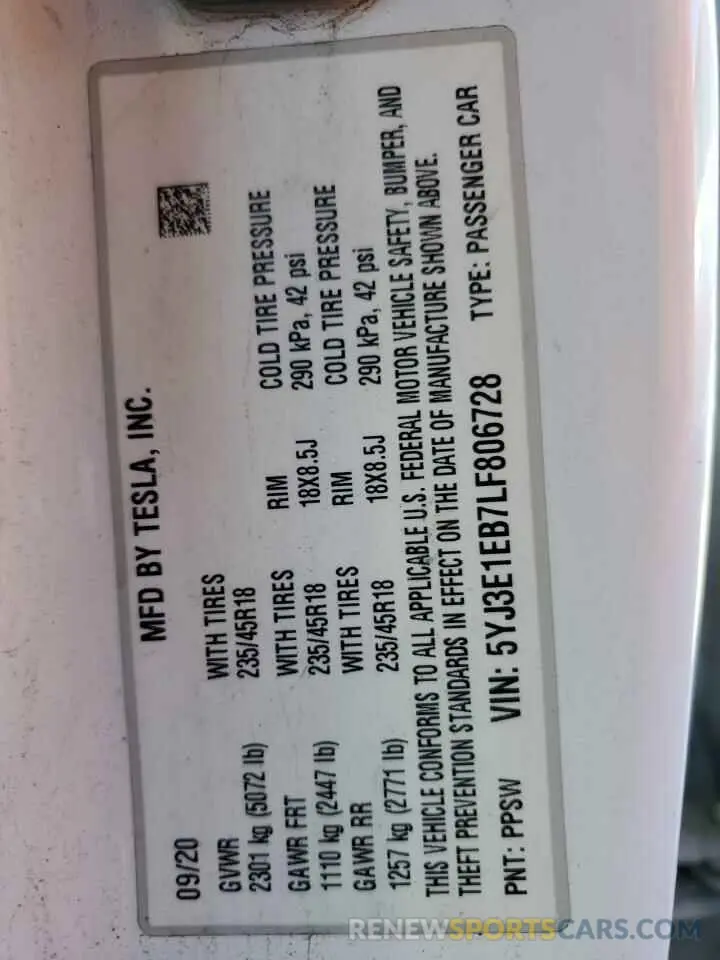 MFD BY TESLA, INC.
09/20
GVWR WITH TIRES
2301 kg (5072 lb) 235/45R18
GAWR FRT WITH TIRES RIM COLD TIRE PRESSURE
1110 kg (2447 lb) 235/45R18 18X8.5J 290 kPa, 42 psi
GAWR RR WITH TIRES RIM COLD TIRE PRESSURE
1257 kg (2771 lb) 235/45R18 18X8.5J 290 kPa, 42 psi
THIS VEHICLE CONFORMS TO ALL APPLICABLE U.S. FEDERAL MOTOR VEHICLE SAFETY, BUMPER, AND
THEFT PREVENTION STANDARDS IN EFFECT ON THE DATE OF MANUFACTURE SHOWN ABOVE.
PNT: PPSW VIN: 5YJ3E1EB7LF806728 TYPE: PASSENGER CAR
RENEWSPORTSCARS.COM